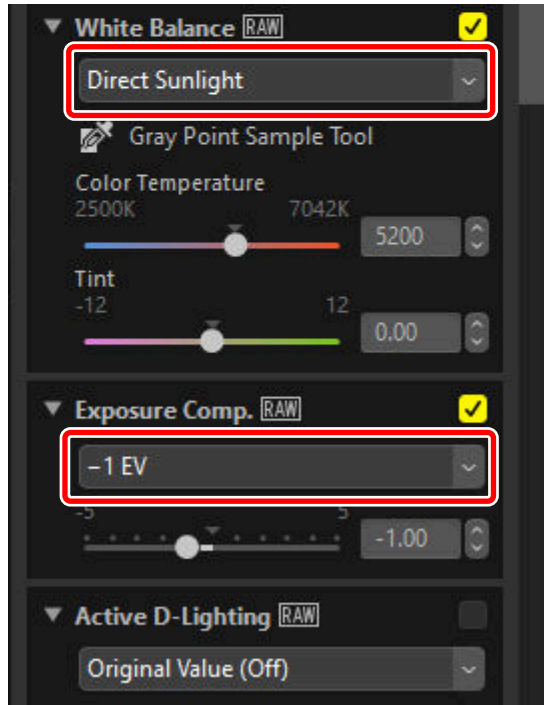 White Balance RAW
Direct Sunlight
Gray Point Sample Tool
Color Temperature
2500K 7042K
5200
Tint
-12 12
0.00
Exposure Comp. RAW
−1 EV
-5 5
-1.00
Active D-Lighting RAW
Original Value (Off)